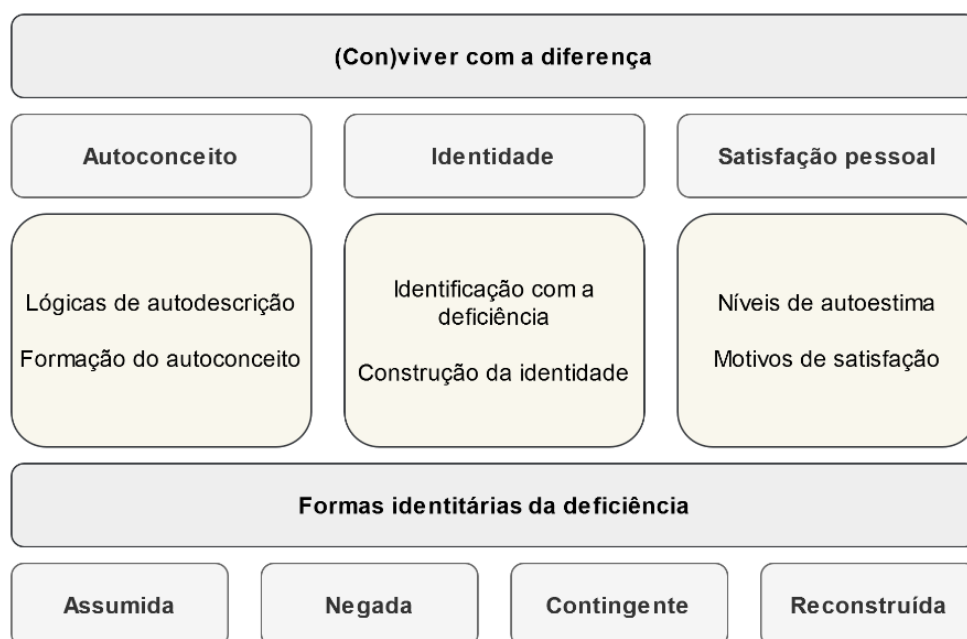 (Con)viver com a diferença
Autoconceito
Identidade
Satisfação pessoal
Lógicas de autodescrição
Formação do autoconceito
Identificação com a
deficiência
Construção da identidade
Níveis de autoestima
Motivos de satisfação
Formas identitárias da deficiência
Assumida
Negada
Contingente
Reconstruída